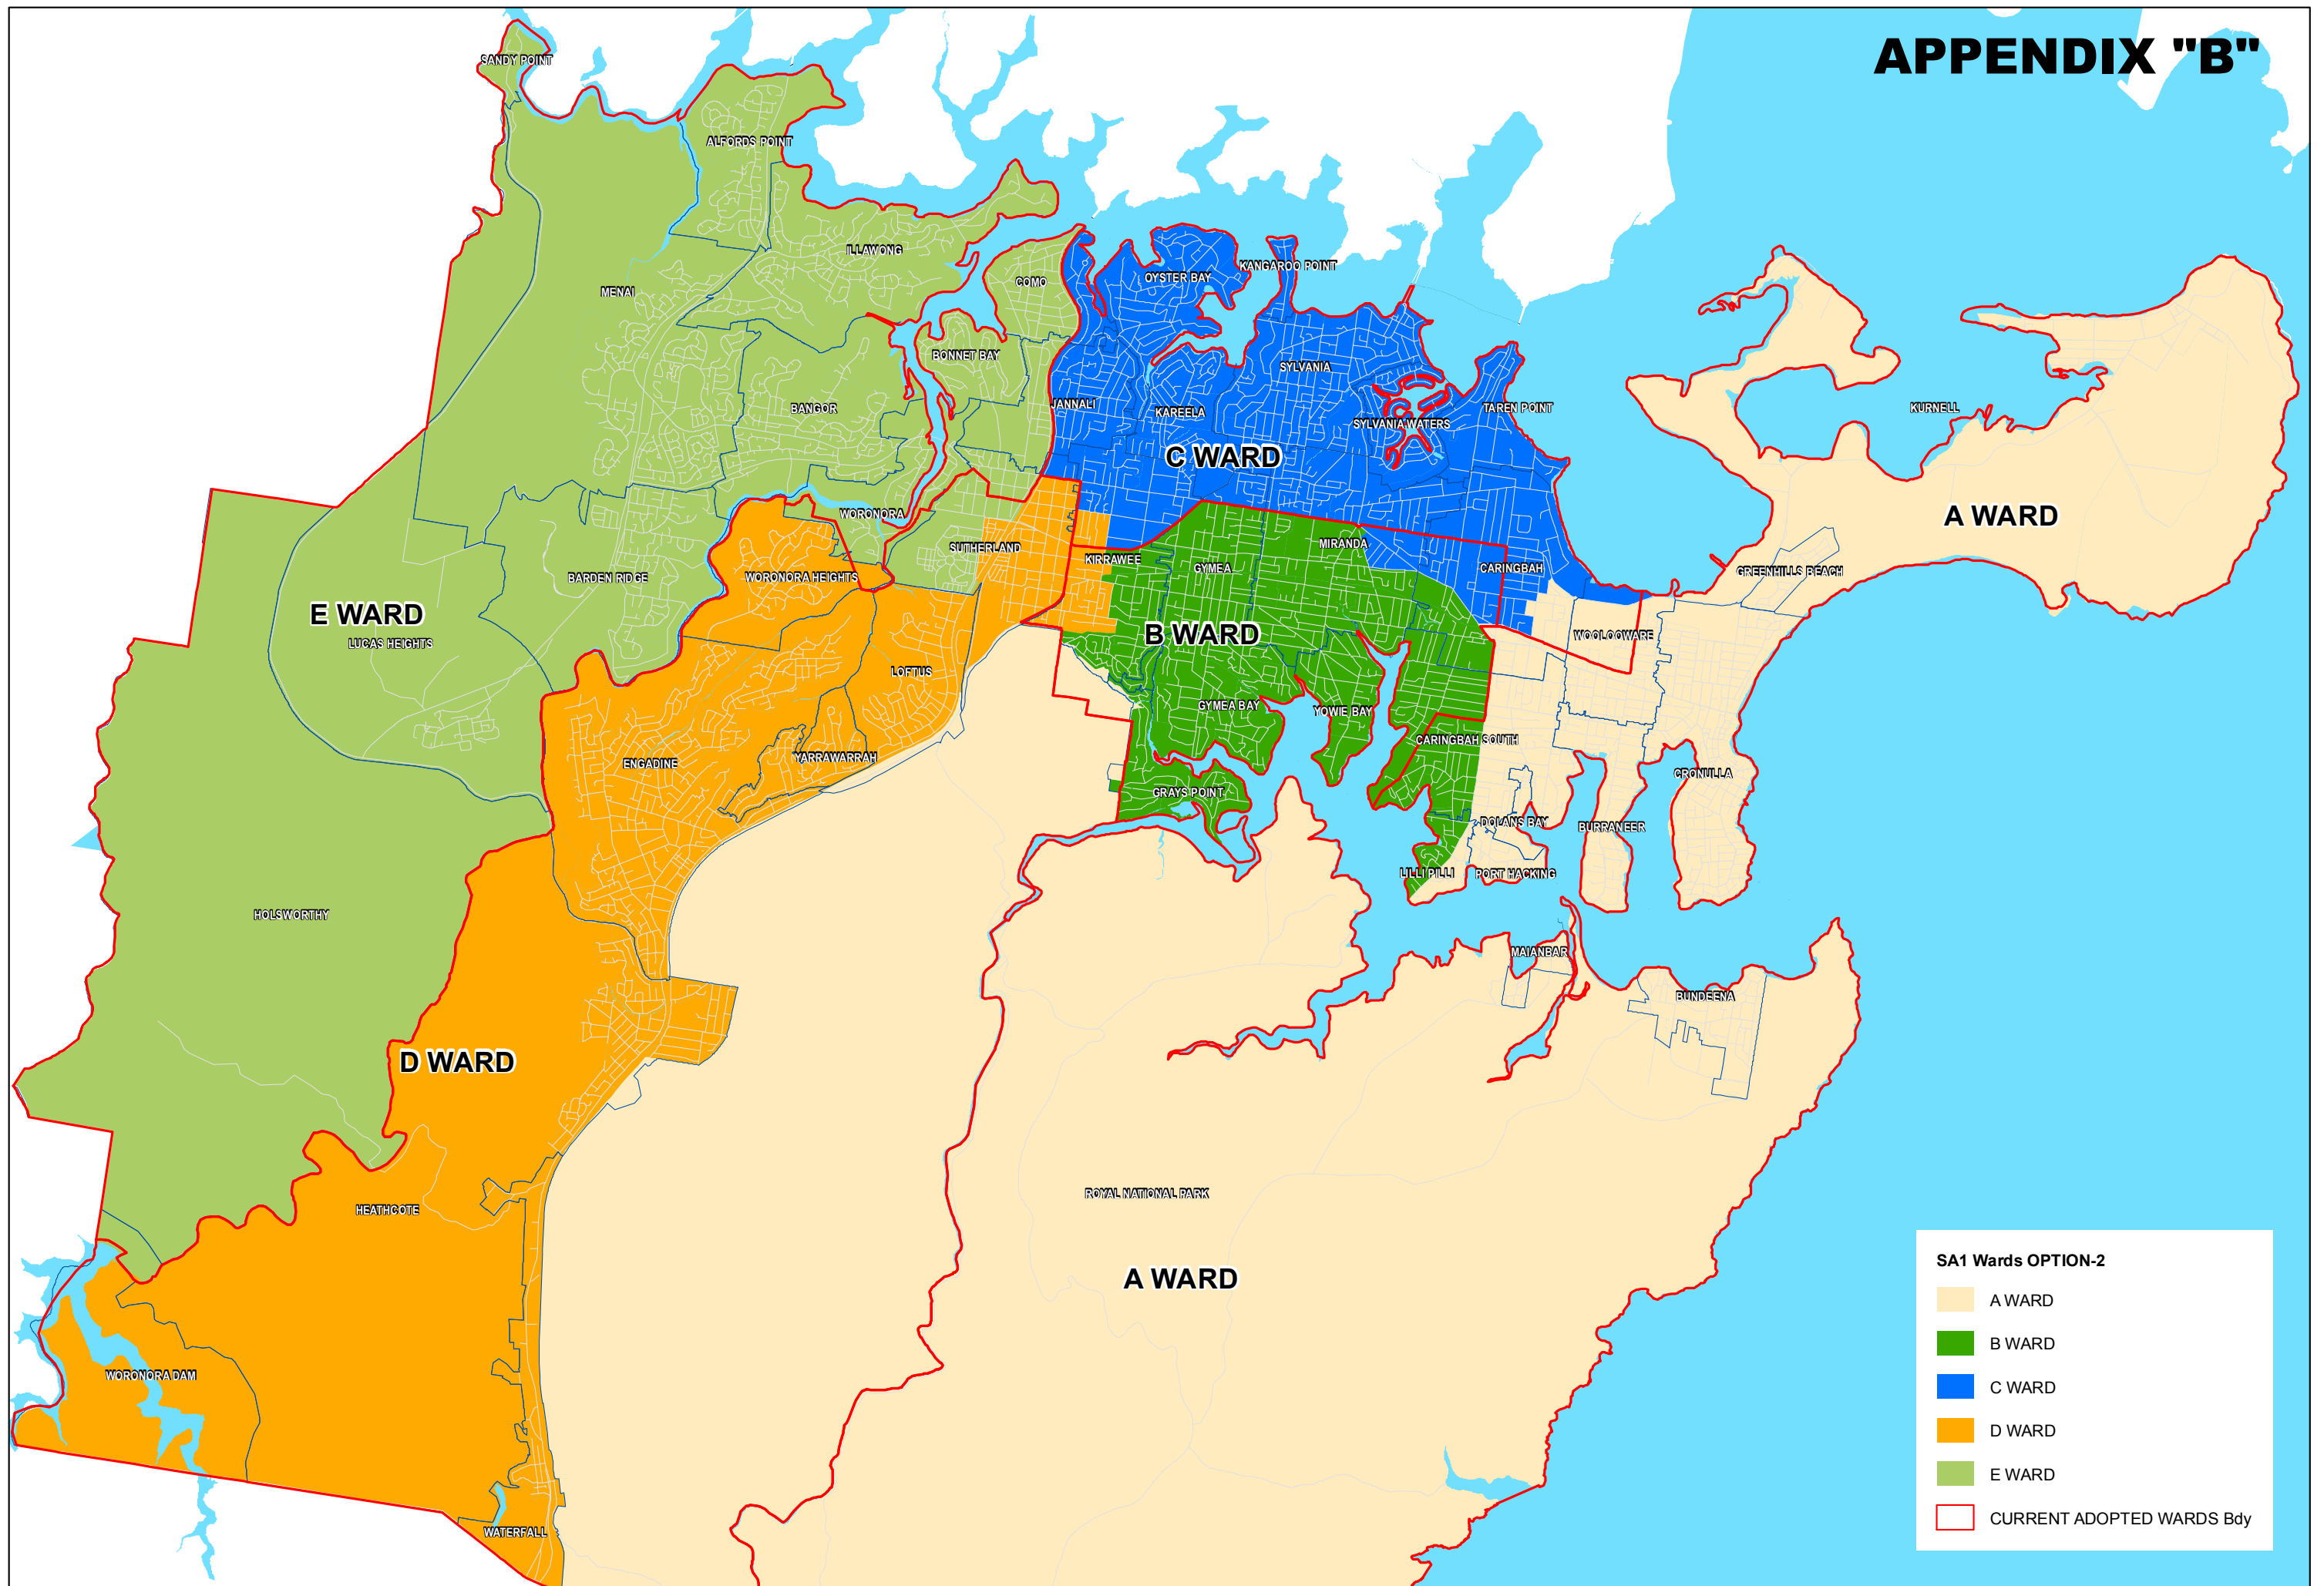 APPENDIX "B"
SANDY POINT
ALFORDS POINT
ILLAWONG
MENAI
COMO
OYSTER BAY
KANGAROO POINT
BONNET BAY
SYLVANIA
BANGOR
JANNALI
KAREELA
SYLVANIA WATERS
TAREN POINT
KURNELL
C WARD
A WARD
WORONORA
SUTHERLAND
KIRRAWEE
GYMEA
MIRANDA
CARINGBAH
GREENHILLS BEACH
BARDEN RIDGE
WORONORA HEIGHTS
E WARD
LUCAS HEIGHTS
B WARD
WOOLOOWARE
LOFTUS
GYMEA BAY
YOWIE BAY
CARINGBAH SOUTH
ENGADINE
YARRAWARRAH
CRONULLA
GRAYS POINT
DOLANS BAY
BURRANEER
LILLI PILLI
PORT HACKING
HOLSWORTHY
MAIANBAR
BUNDEENA
D WARD
ROYAL NATIONAL PARK
HEATHCOTE
A WARD
WORONORA DAM
WATERFALL
SA1 Wards OPTION-2
A WARD
B WARD
C WARD
D WARD
E WARD
CURRENT ADOPTED WARDS Bdy